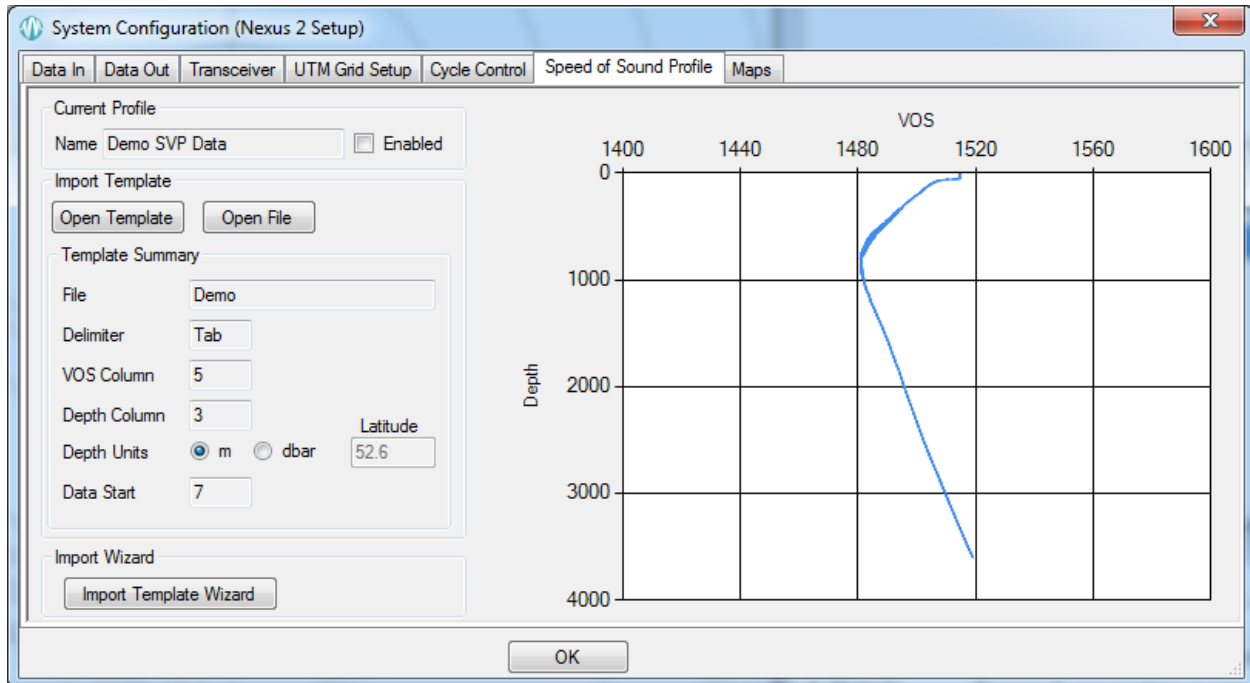 System Configuration (Nexus 2 Setup)
Data In Data Out Transceiver UTM Grid Setup Cycle Control Speed of Sound Profile Maps
Current Profile
Name Demo SVP Data Enabled
Import Template
Open Template Open File
Template Summary
File Demo
Delimiter Tab
VOS Column 5
Depth Column 3
Latitude
Depth Units m dbar 52.6
Data Start 7
Import Wizard
Import Template Wizard
VOS
1400 1440 1480 1520 1560 1600
0
1000
Depth
2000
3000
4000
OK